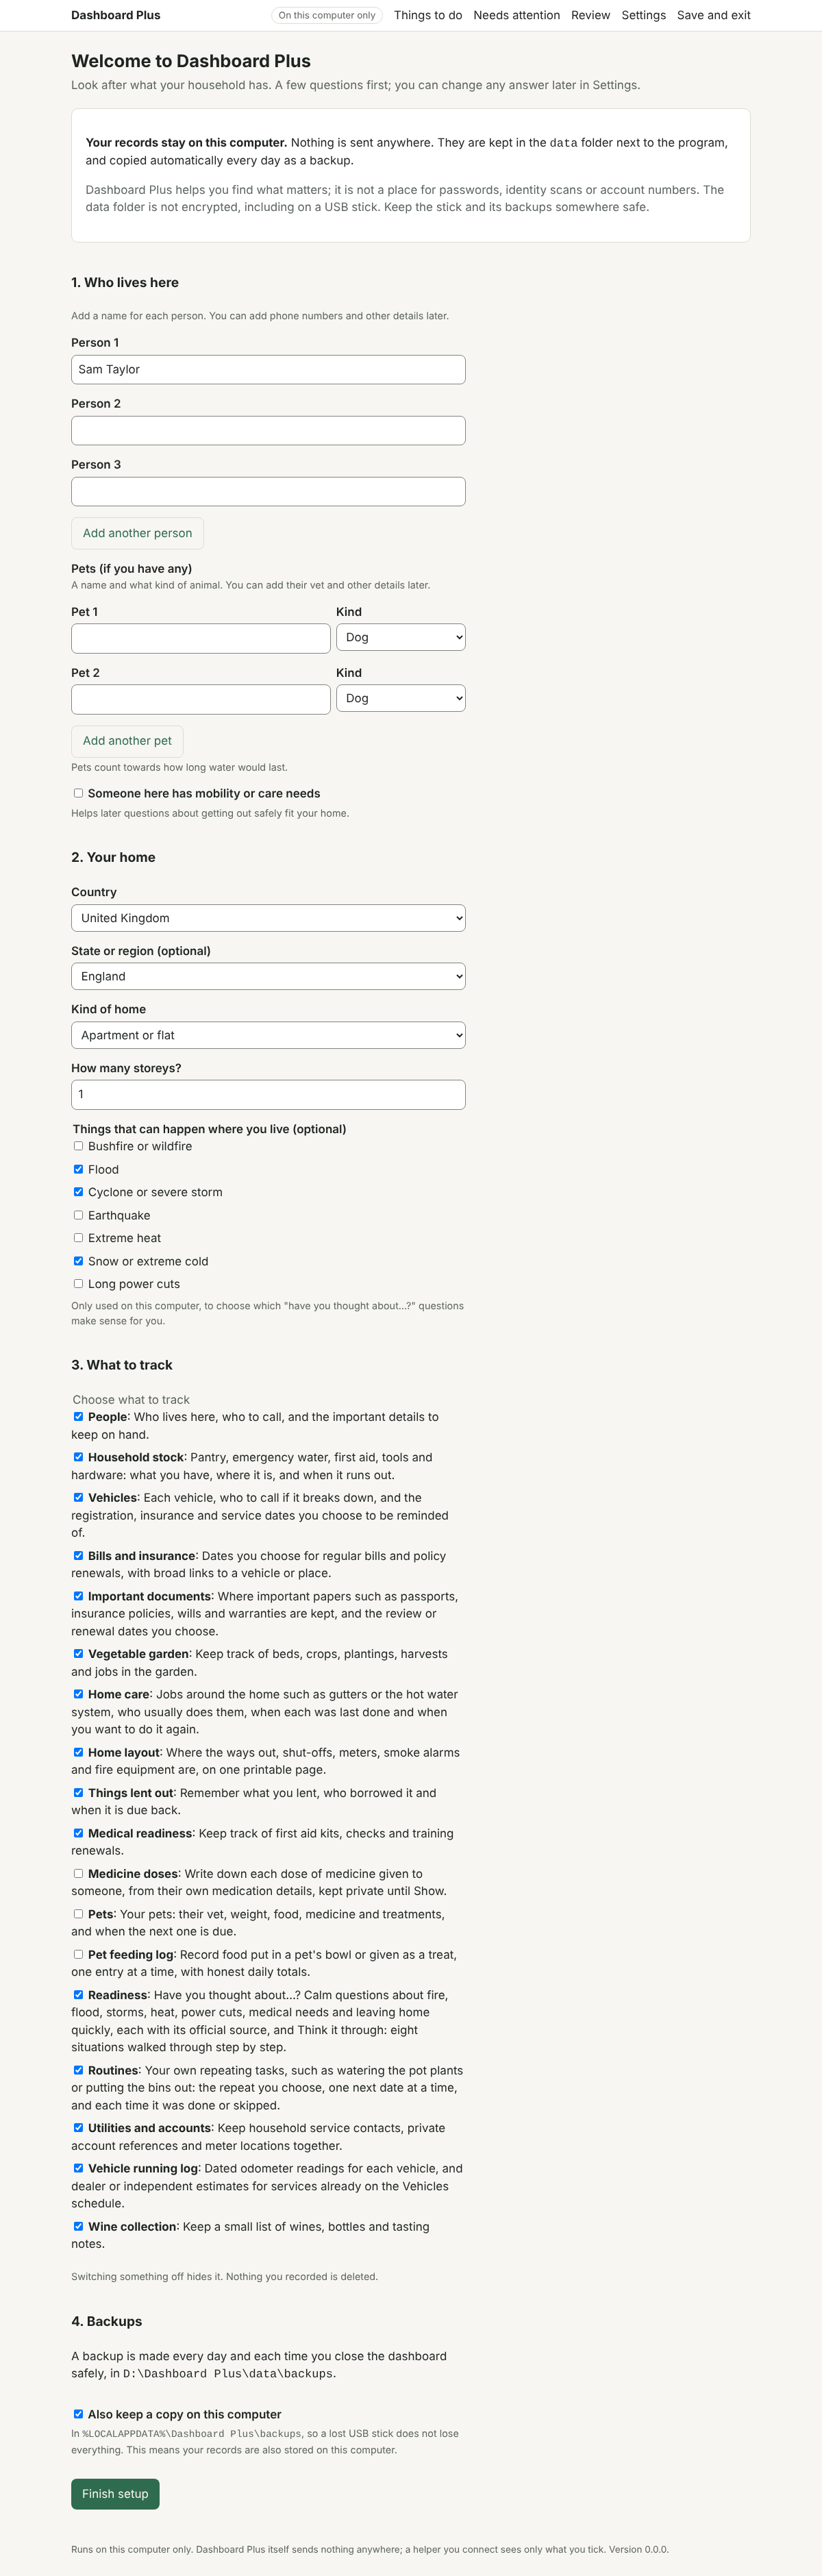 Dashboard Plus
On this computer only
Things to do
Needs attention
Review
Settings
Save and exit
Welcome to Dashboard Plus
Look after what your household has. A few questions first; you can change any answer later in Settings.
Your records stay on this computer. Nothing is sent anywhere. They are kept in the data folder next to the program,
and copied automatically every day as a backup.
Dashboard Plus helps you find what matters; it is not a place for passwords, identity scans or account numbers. The
data folder is not encrypted, including on a USB stick. Keep the stick and its backups somewhere safe.
1. Who lives here
Add a name for each person. You can add phone numbers and other details later.
Person 1
Sam Taylor
Person 2
Person 3
Add another person
Pets (if you have any)
A name and what kind of animal. You can add their vet and other details later.
Pet 1
Kind
Dog
Pet 2
Kind
Dog
Add another pet
Pets count towards how long water would last.
Someone here has mobility or care needs
Helps later questions about getting out safely fit your home.
2. Your home
Country
United Kingdom
State or region (optional)
England
Kind of home
Apartment or flat
How many storeys?
1
Things that can happen where you live (optional)
Bushfire or wildfire
Flood
Cyclone or severe storm
Earthquake
Extreme heat
Snow or extreme cold
Long power cuts
Only used on this computer, to choose which "have you thought about...?" questions
make sense for you.
3. What to track
Choose what to track
People: Who lives here, who to call, and the important details to
keep on hand.
Household stock: Pantry, emergency water, first aid, tools and
hardware: what you have, where it is, and when it runs out.
Vehicles: Each vehicle, who to call if it breaks down, and the
registration, insurance and service dates you choose to be reminded
of.
Bills and insurance: Dates you choose for regular bills and policy
renewals, with broad links to a vehicle or place.
Important documents: Where important papers such as passports,
insurance policies, wills and warranties are kept, and the review or
renewal dates you choose.
Vegetable garden: Keep track of beds, crops, plantings, harvests
and jobs in the garden.
Home care: Jobs around the home such as gutters or the hot water
system, who usually does them, when each was last done and when
you want to do it again.
Home layout: Where the ways out, shut-offs, meters, smoke alarms
and fire equipment are, on one printable page.
Things lent out: Remember what you lent, who borrowed it and
when it is due back.
Medical readiness: Keep track of first aid kits, checks and training
renewals.
Medicine doses: Write down each dose of medicine given to
someone, from their own medication details, kept private until Show.
Pets: Your pets: their vet, weight, food, medicine and treatments,
and when the next one is due.
Pet feeding log: Record food put in a pet's bowl or given as a treat,
one entry at a time, with honest daily totals.
Readiness: Have you thought about...? Calm questions about fire,
flood, storms, heat, power cuts, medical needs and leaving home
quickly, each with its official source, and Think it through: eight
situations walked through step by step.
Routines: Your own repeating tasks, such as watering the pot plants
or putting the bins out: the repeat you choose, one next date at a time,
and each time it was done or skipped.
Utilities and accounts: Keep household service contacts, private
account references and meter locations together.
Vehicle running log: Dated odometer readings for each vehicle, and
dealer or independent estimates for services already on the Vehicles
schedule.
Wine collection: Keep a small list of wines, bottles and tasting
notes.
Switching something off hides it. Nothing you recorded is deleted.
4. Backups
A backup is made every day and each time you close the dashboard
safely, in D:\Dashboard Plus\data\backups.
Also keep a copy on this computer
In %LOCALAPPDATA%\Dashboard Plus\backups, so a lost USB stick does not lose
everything. This means your records are also stored on this computer.
Finish setup
Runs on this computer only. Dashboard Plus itself sends nothing anywhere; a helper you connect sees only what you tick. Version 0.0.0.